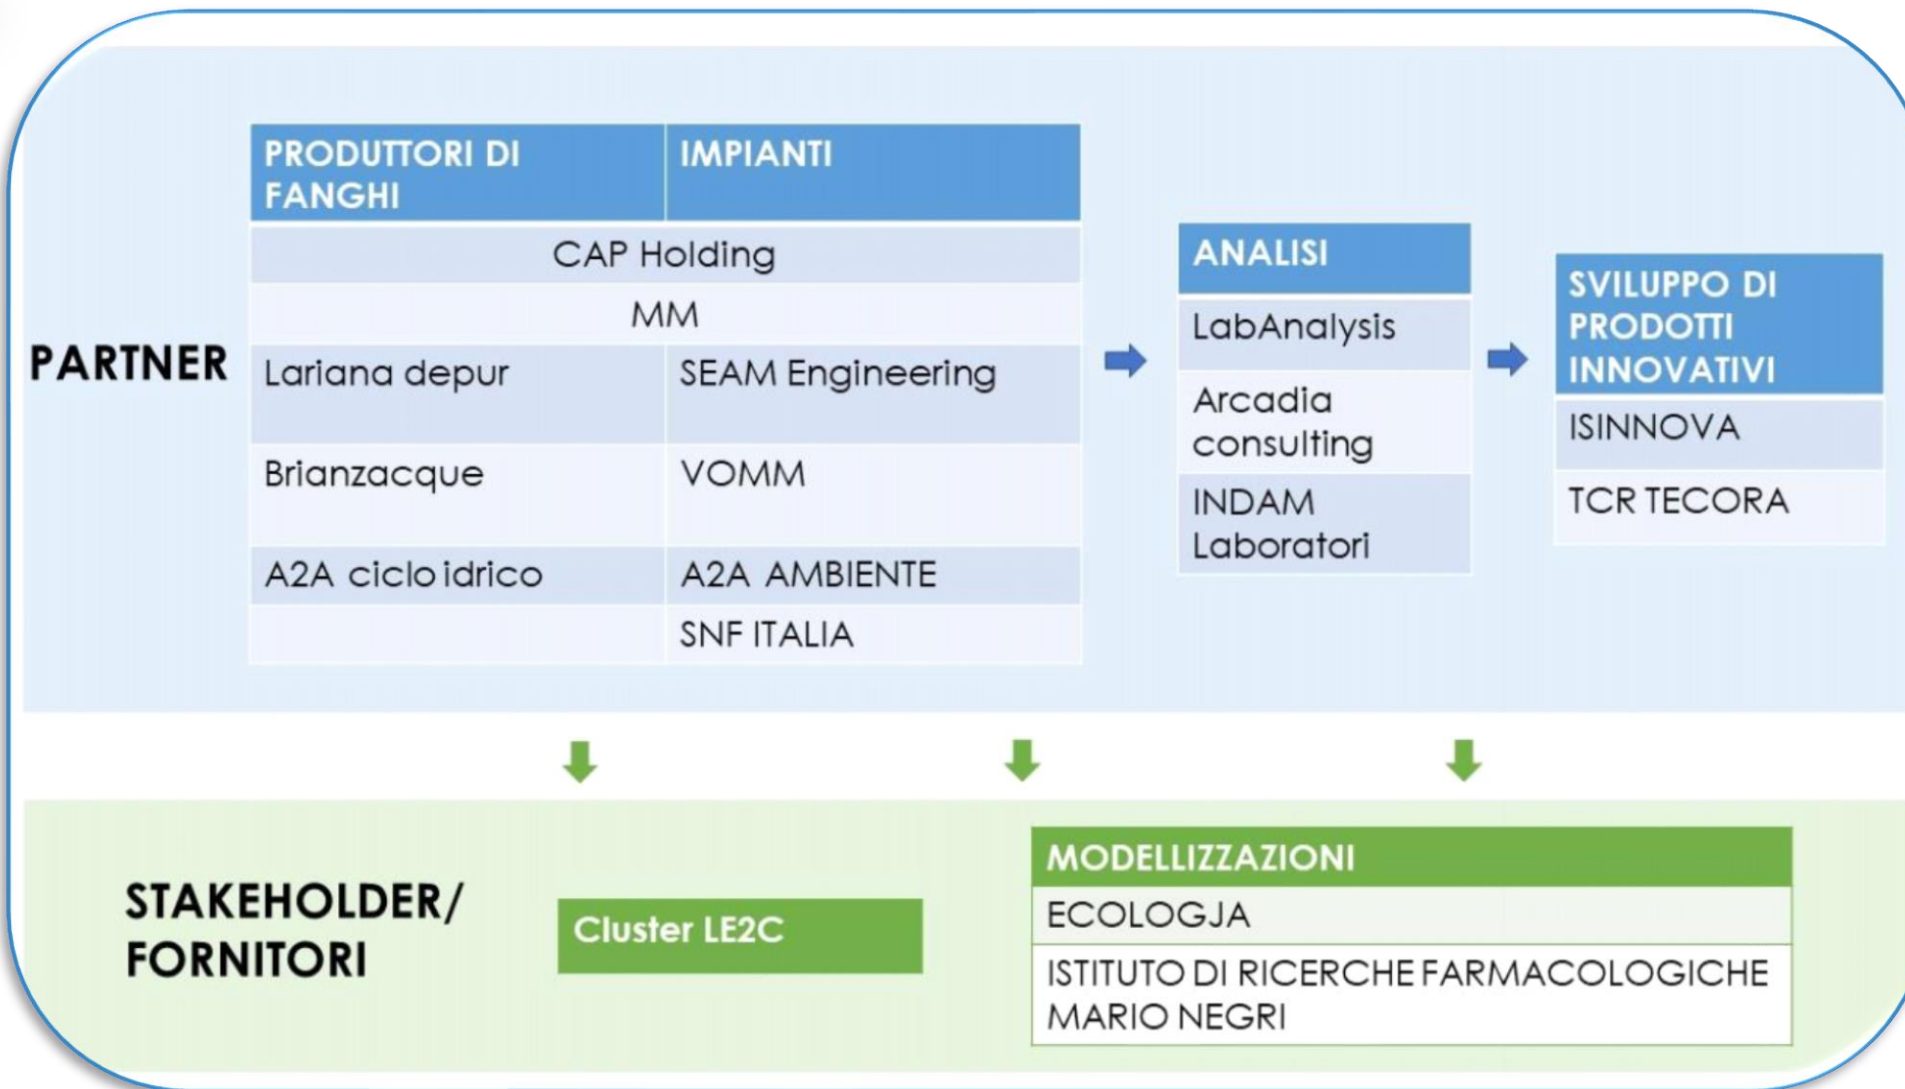 PARTNER
PRODUTTORI DI
FANGHI
IMPIANTI
CAP Holding
MM
Lariana depur
SEAM Engineering
Brianzacque
VOMM
A2A ciclo idrico
A2A AMBIENTE
SNF ITALIA
ANALISI
LabAnalysis
Arcadia
consulting
INDAM
Laboratori
SVILUPPO DI
PRODOTTI
INNOVATIVI
ISINNOVA
TCR TECORA
STAKEHOLDER/
FORNITORI
Cluster LE2C
MODELLIZZAZIONI
ECOLOGJA
ISTITUTO DI RICERCHE FARMACOLOGICHE
MARIO NEGRI